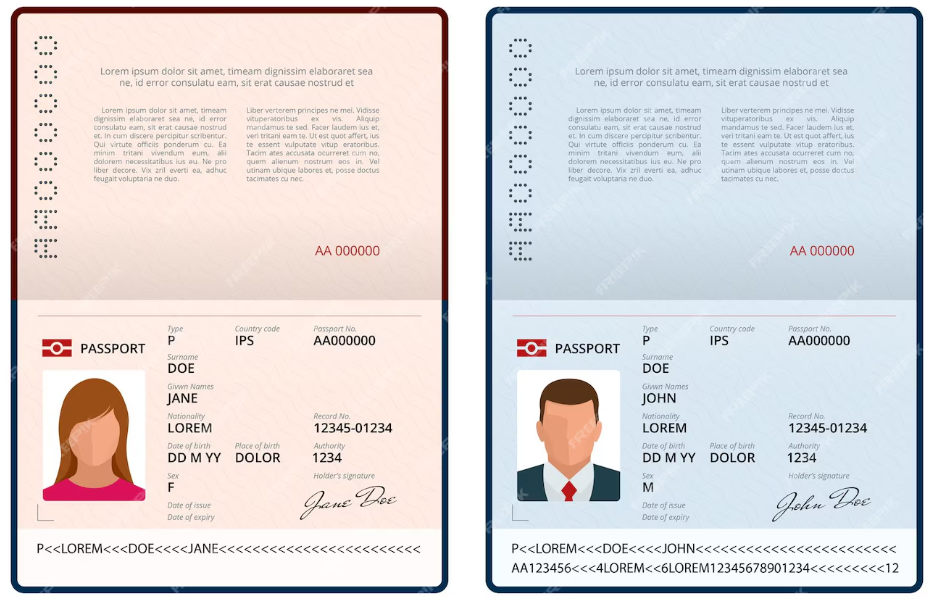 AA000000
Lorem ipsum dolor sit amet, timeam dignissim elaboraret sea
ne, id error consulatu eam, sit erat causae nostrud et
Lorem ipsum dolor sit amet, timeam
dignissim elaboraret sea ne, id error
consulatu eam, sit erat causae nostrud
et. In cum discere percipitur scribentur.
Qui virtute officiis ponderum cu. Ea
minim tritani vivendum eum, alii
dolorem necessitatibus ius eu. Ne pro
liber decore. Vix zril everti ea, adhuc
feugait voluptaria ne duo.
Liber verterem principes ne mel. Vidisse
vituperatoribus ex vis. Aliquip
mandamus te sed. Facer laudem ius et,
veri tritani eam te. Ut est quot affert ius,
te essent vulputate vitup eratoribus.
Tacim ates accusata dissentias cum no,
quem alienum nostrum eos in. Vel
utinam ubique labores ei, posse doctus
tacimates cu nec.
AA 000000
PASSPORT
Type
P
Country code
IPS
Passport No.
AA000000
Surname
DOE
Givwn Names
JANE
Nationality
LOREM
Record No.
12345-01234
Date of birth
DD M YY
Place of birth
DOLOR
Authority
1234
Sex
F
Holder's signature
Jane Doe
Date of issue
Date of expiry
P<<LOREM<<<DOE<<<<JANE<<<<<<<<<<<<<<<<<<<<<<<<
AA000000
Lorem ipsum dolor sit amet, timeam dignissim elaboraret sea
ne, id error consulatu eam, sit erat causae nostrud et
Lorem ipsum dolor sit amet, timeam
dignissim elaboraret sea ne, id error
consulatu eam, sit erat causae nostrud
et. In cum discere percipitur scribentur.
Qui virtute officiis ponderum cu. Ea
minim tritani vivendum eum, alii
dolorem necessitatibus ius eu. Ne pro
liber decore. Vix zril everti ea, adhuc
feugait voluptaria ne duo.
Liber verterem principes ne mel. Vidisse
vituperatoribus ex vis. Aliquip
mandamus te sed. Facer laudem ius et,
veri tritani eam te. Ut est quot affert ius,
te essent vulputate vitup eratoribus.
Tacim ates accusata dissentias cum no,
quem alienum nostrum eos in. Vel
utinam ubique labores ei, posse doctus
tacimates cu nec.
AA 000000
PASSPORT
Type
P
Country code
IPS
Passport No.
AA000000
Surname
DOE
Givwn Names
JOHN
Nationality
LOREM
Record No.
12345-01234
Date of birth
DD M YY
Place of birth
DOLOR
Authority
1234
Sex
M
Holder's signature
John Doe
Date of issue
Date of expiry
P<<LOREM<<<DOE<<<<JOHN<<<<<<<<<<<<<<<<<<<<<<<<
AA123456<<<4LOREM<<6LOREM12345678901234<<<<<<<<<12